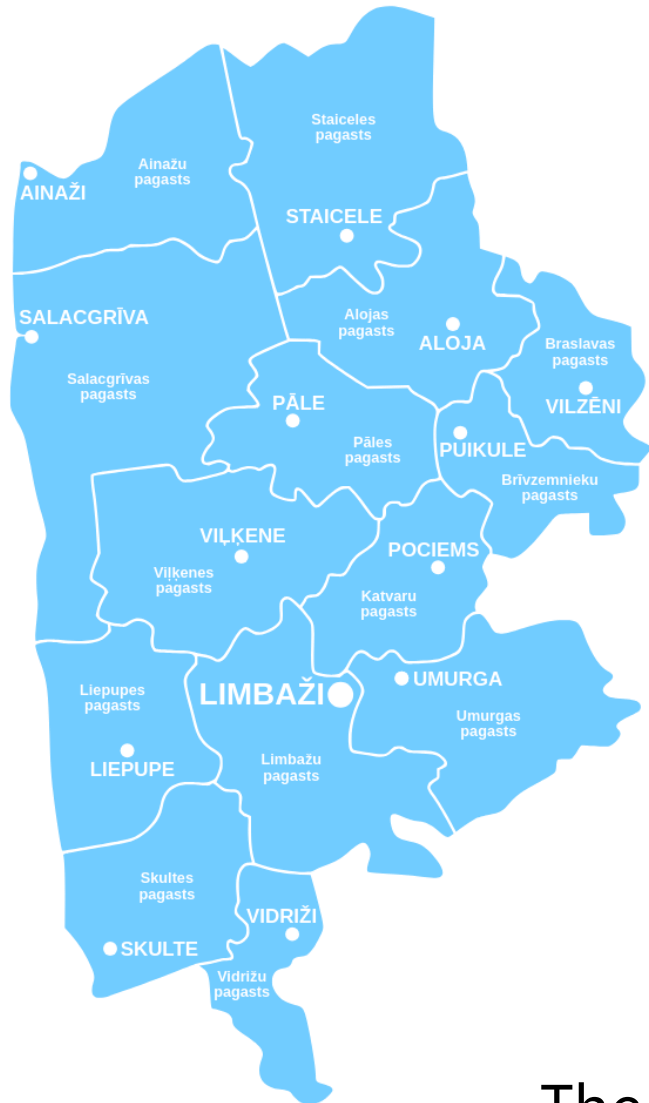 Staiceles
pagasts
Ainažu
pagasts
AINAŽI
STAICELE
SALACGRĪVA
Alojas
pagasts
ALOJA
Braslavas
pagasts
Salacgrīvas
pagasts
PĀLE
VILZĒNI
Pāles
pagasts
PUIKULE
Brīvzemnieku
pagasts
VIĻĶENE
POCIEMS
Viļķenes
pagasts
Katvaru
pagasts
LIMBAŽI
UMURGA
Liepupes
pagasts
Umurgas
pagasts
LIEPUPE
Limbažu
pagasts
Skultes
pagasts
VIDRIŽI
SKULTE
Vidrižu
pagasts
The